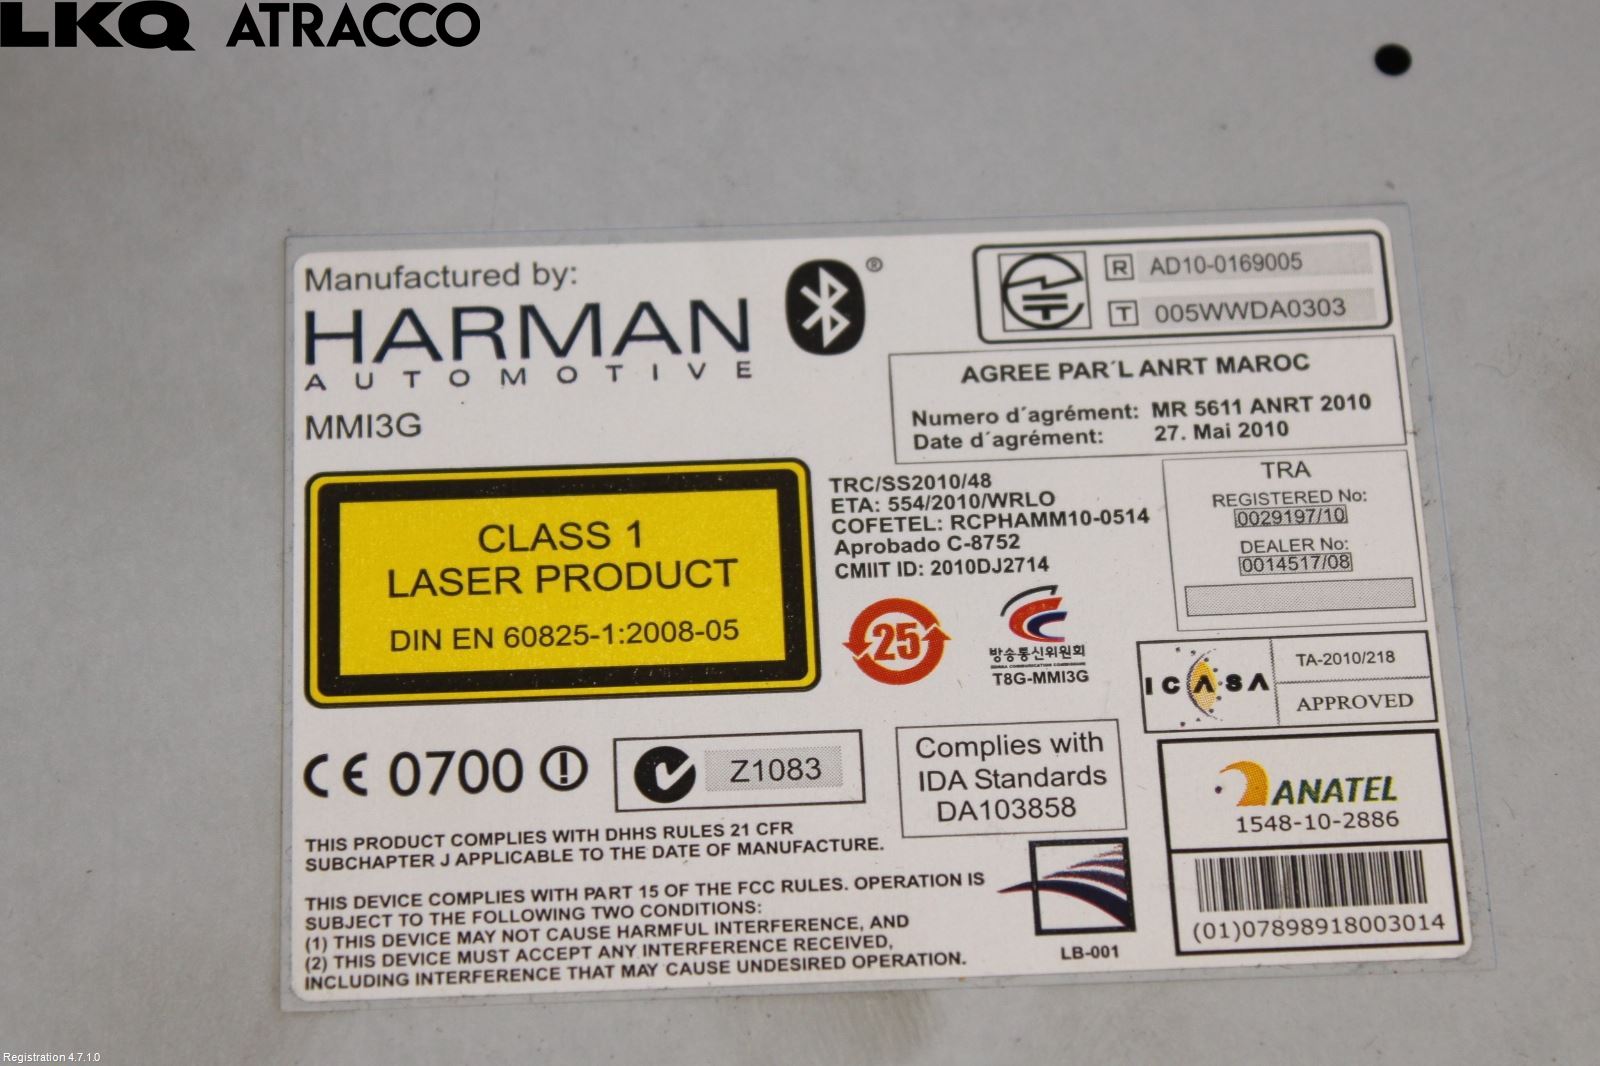 LKQ ATRACCO
Manufactured by:
HARMAN
AUTOMOTIVE
®
MMI3G
R AD10-0169005
T 005WWDA0303
AGREE PAR´L ANRT MAROC
Numero d´agrément: MR 5611 ANRT 2010
Date d´agrément: 27. Mai 2010
CLASS 1
LASER PRODUCT
DIN EN 60825-1:2008-05
TRC/SS2010/48
ETA: 554/2010/WRLO
COFETEL: RCPHAMM10-0514
Aprobado C-8752
CMIIT ID: 2010DJ2714
TRA
REGISTERED No:
0029197/10
DEALER No:
0014517/08
25
방송통신위원회
KOREA COMMUNICATIONS COMMISSION
T8G-MMI3G
ICASA
TA-2010/218
APPROVED
CE 0700
Z1083
Complies with
IDA Standards
DA103858
ANATEL
1548-10-2886
(01)07898918003014
THIS PRODUCT COMPLIES WITH DHHS RULES 21 CFR
SUBCHAPTER J APPLICABLE TO THE DATE OF MANUFACTURE.
THIS DEVICE COMPLIES WITH PART 15 OF THE FCC RULES. OPERATION IS
SUBJECT TO THE FOLLOWING TWO CONDITIONS:
(1) THIS DEVICE MAY NOT CAUSE HARMFUL INTERFERENCE, AND
(2) THIS DEVICE MUST ACCEPT ANY INTERFERENCE RECEIVED,
INCLUDING INTERFERENCE THAT MAY CAUSE UNDESIRED OPERATION.
LB-001
Registration 4.7.1.0